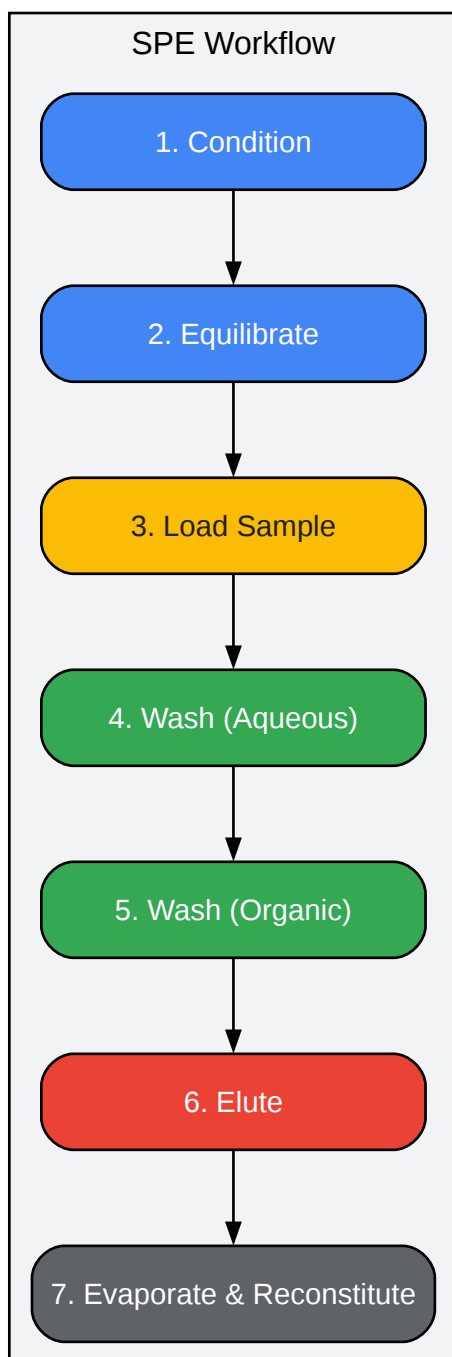 SPE Workflow
1. Condition
2. Equilibrate
3. Load Sample
4. Wash (Aqueous)
5. Wash (Organic)
6. Elute
7. Evaporate & Reconstitute